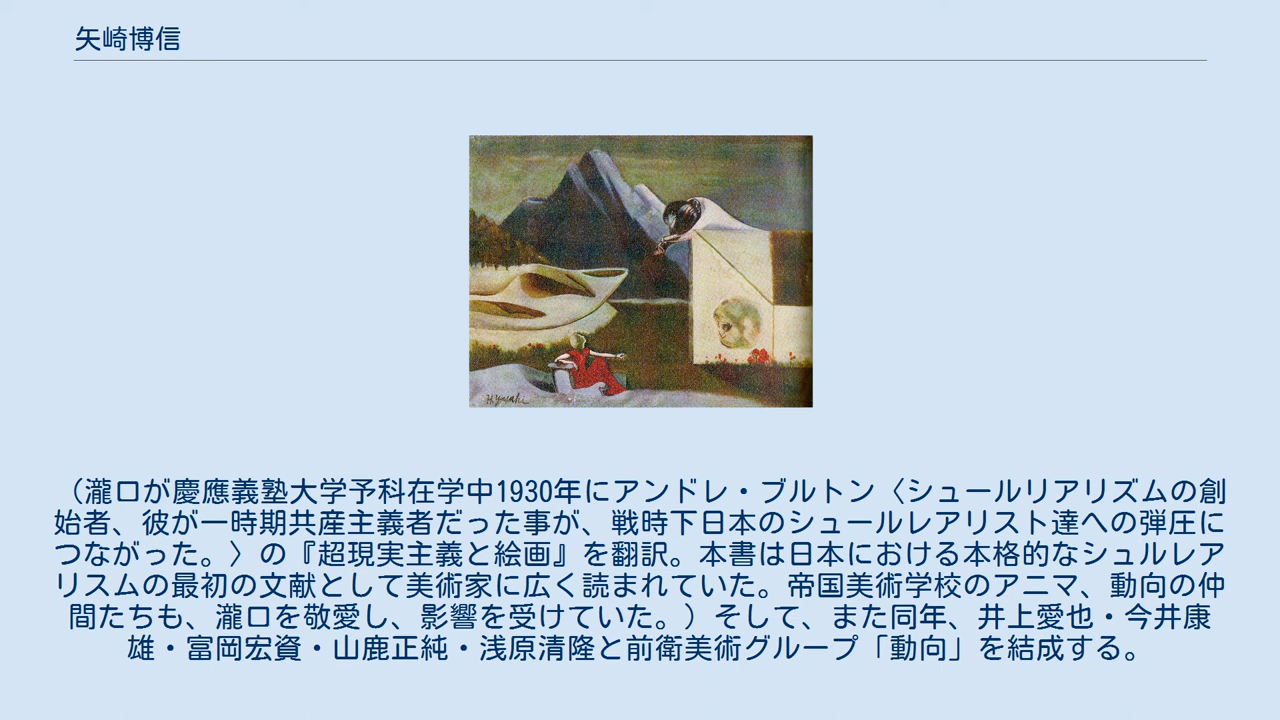 矢崎博信
H.Yazaki
（瀧口が慶應義塾大学予科在学中1930年にアンドレ・ブルトン〈シュールリアリズムの創
始者、彼が一時期共産主義者だった事が、戦時下日本のシュールレアリスト達への弾圧に
つながった。〉の『超現実主義と絵画』を翻訳。本書は日本における本格的なシュルレア
リスムの最初の文献として美術家に広く読まれていた。帝国美術学校のアニマ、動向の仲
間たちも、瀧口を敬愛し、影響を受けていた。）そして、また同年、井上愛也・今井康
雄・富岡宏資・山鹿正純・浅原清隆と前衛美術グループ「動向」を結成する。